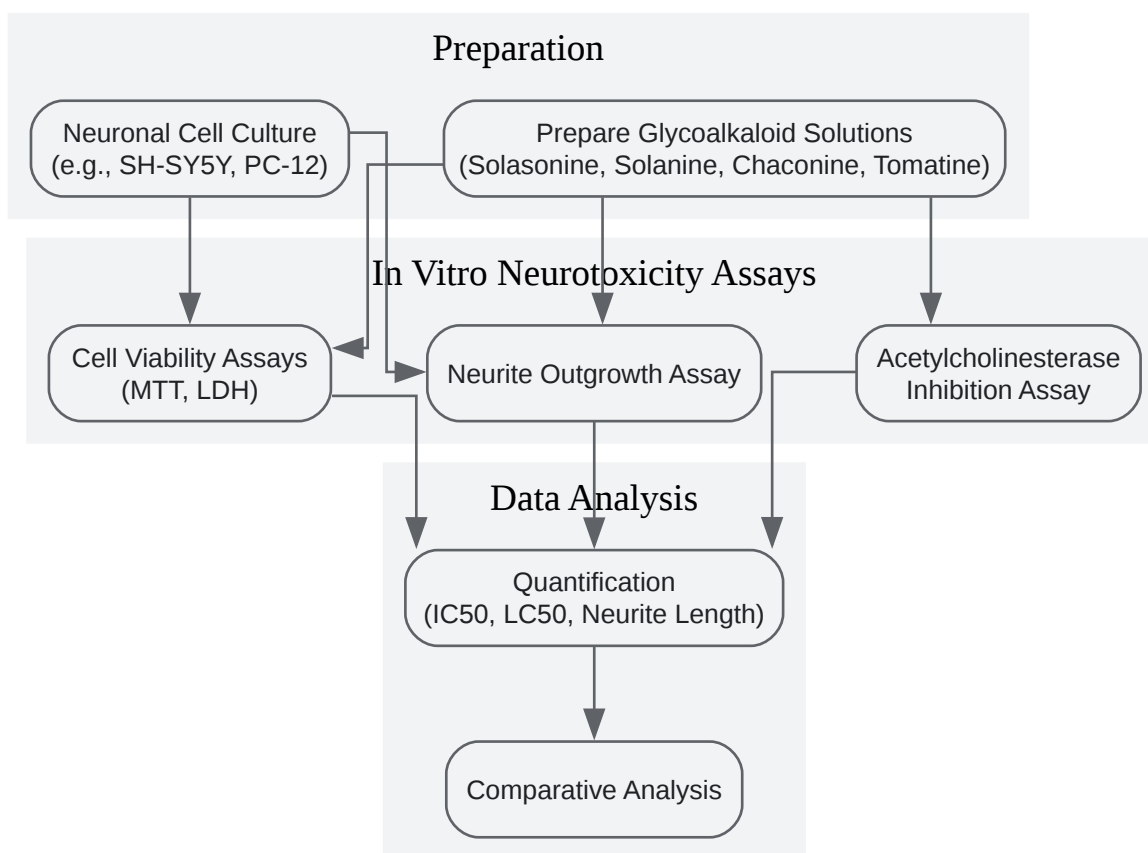 Preparation
Neuronal Cell Culture
(e.g., SH-SY5Y, PC-12)
Prepare Glycoalkaloid Solutions
(Solasonine, Solanine, Chaconine, Tomatine)
In Vitro Neurotoxicity Assays
Cell Viability Assays
(MTT, LDH)
Neurite Outgrowth Assay
Acetylcholinesterase
Inhibition Assay
Data Analysis
Quantification
(IC50, LC50, Neurite Length)
Comparative Analysis